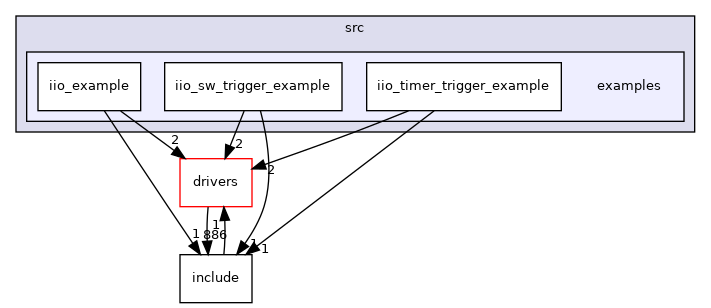 src
iio_example
iio_sw_trigger_example
iio_timer_trigger_example
examples
2
2
2
drivers
1
1
886
1
1
include